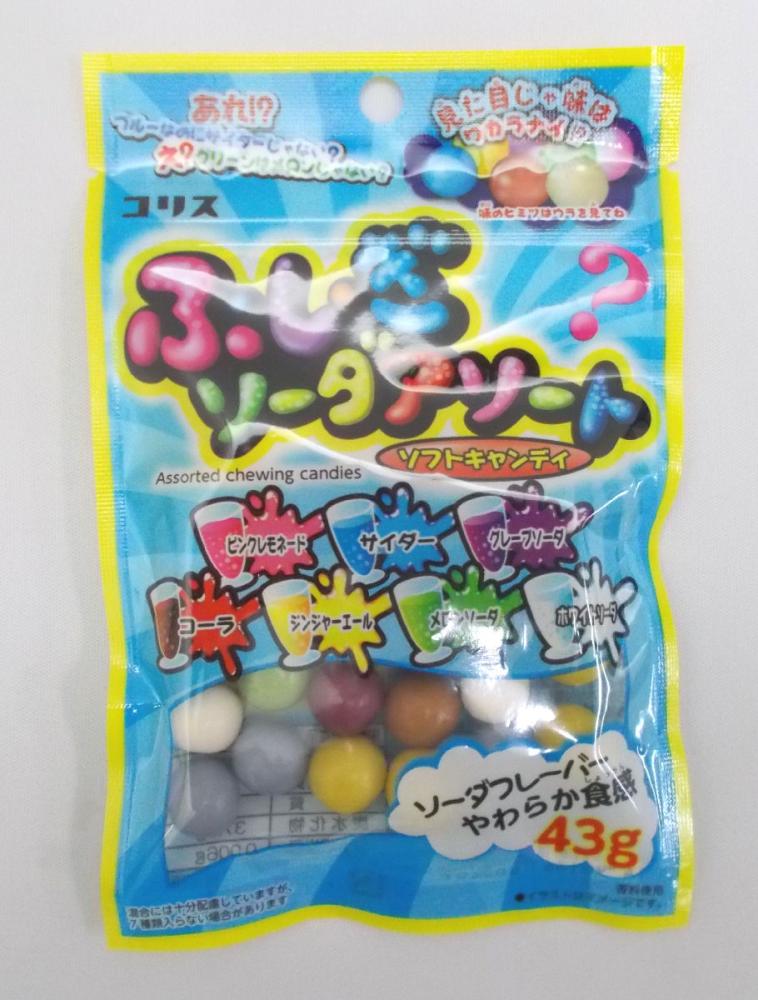 あれ!?
ブルーなのにサイダーじゃない?
え?グリーンはメロンじゃない?
見た目じゃ味は
ワカラナイ!?
味のヒミツはウラを見てね
コリス
ふしぎ
?
ソーダアソート
ソフトキャンディ
Assorted chewing candies
ピンクレモネード
サイダー
グレープソーダ
コーラ
ジンジャーエール
メロンソーダ
ホワイトソーダ
ソーダフレーバー
やわらか食感
43g
混合には十分配慮していますが、
7種類入らない場合があります
香料使用